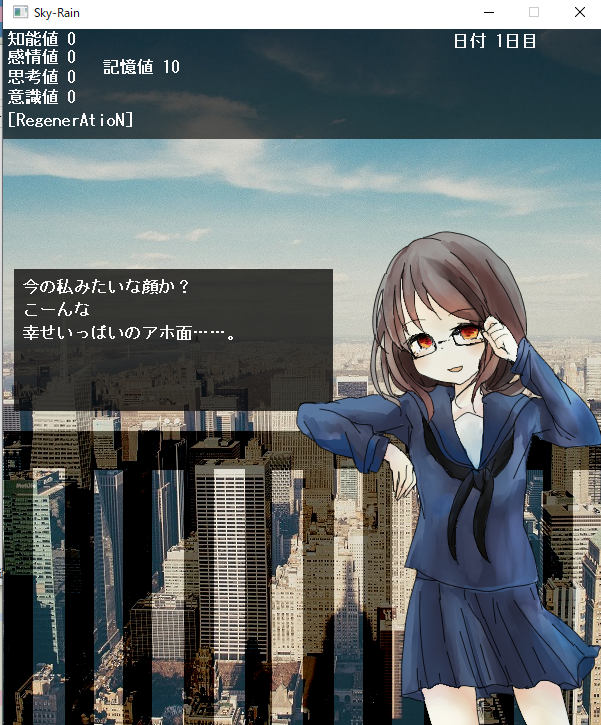 Sky-Rain
知能値 0
感情値 0
思考値 0
意識値 0
記憶値 10
日付 1日目
[RegenerAtioN]
今の私みたいな顔か？
こーんな
幸せいっぱいのアホ面……。